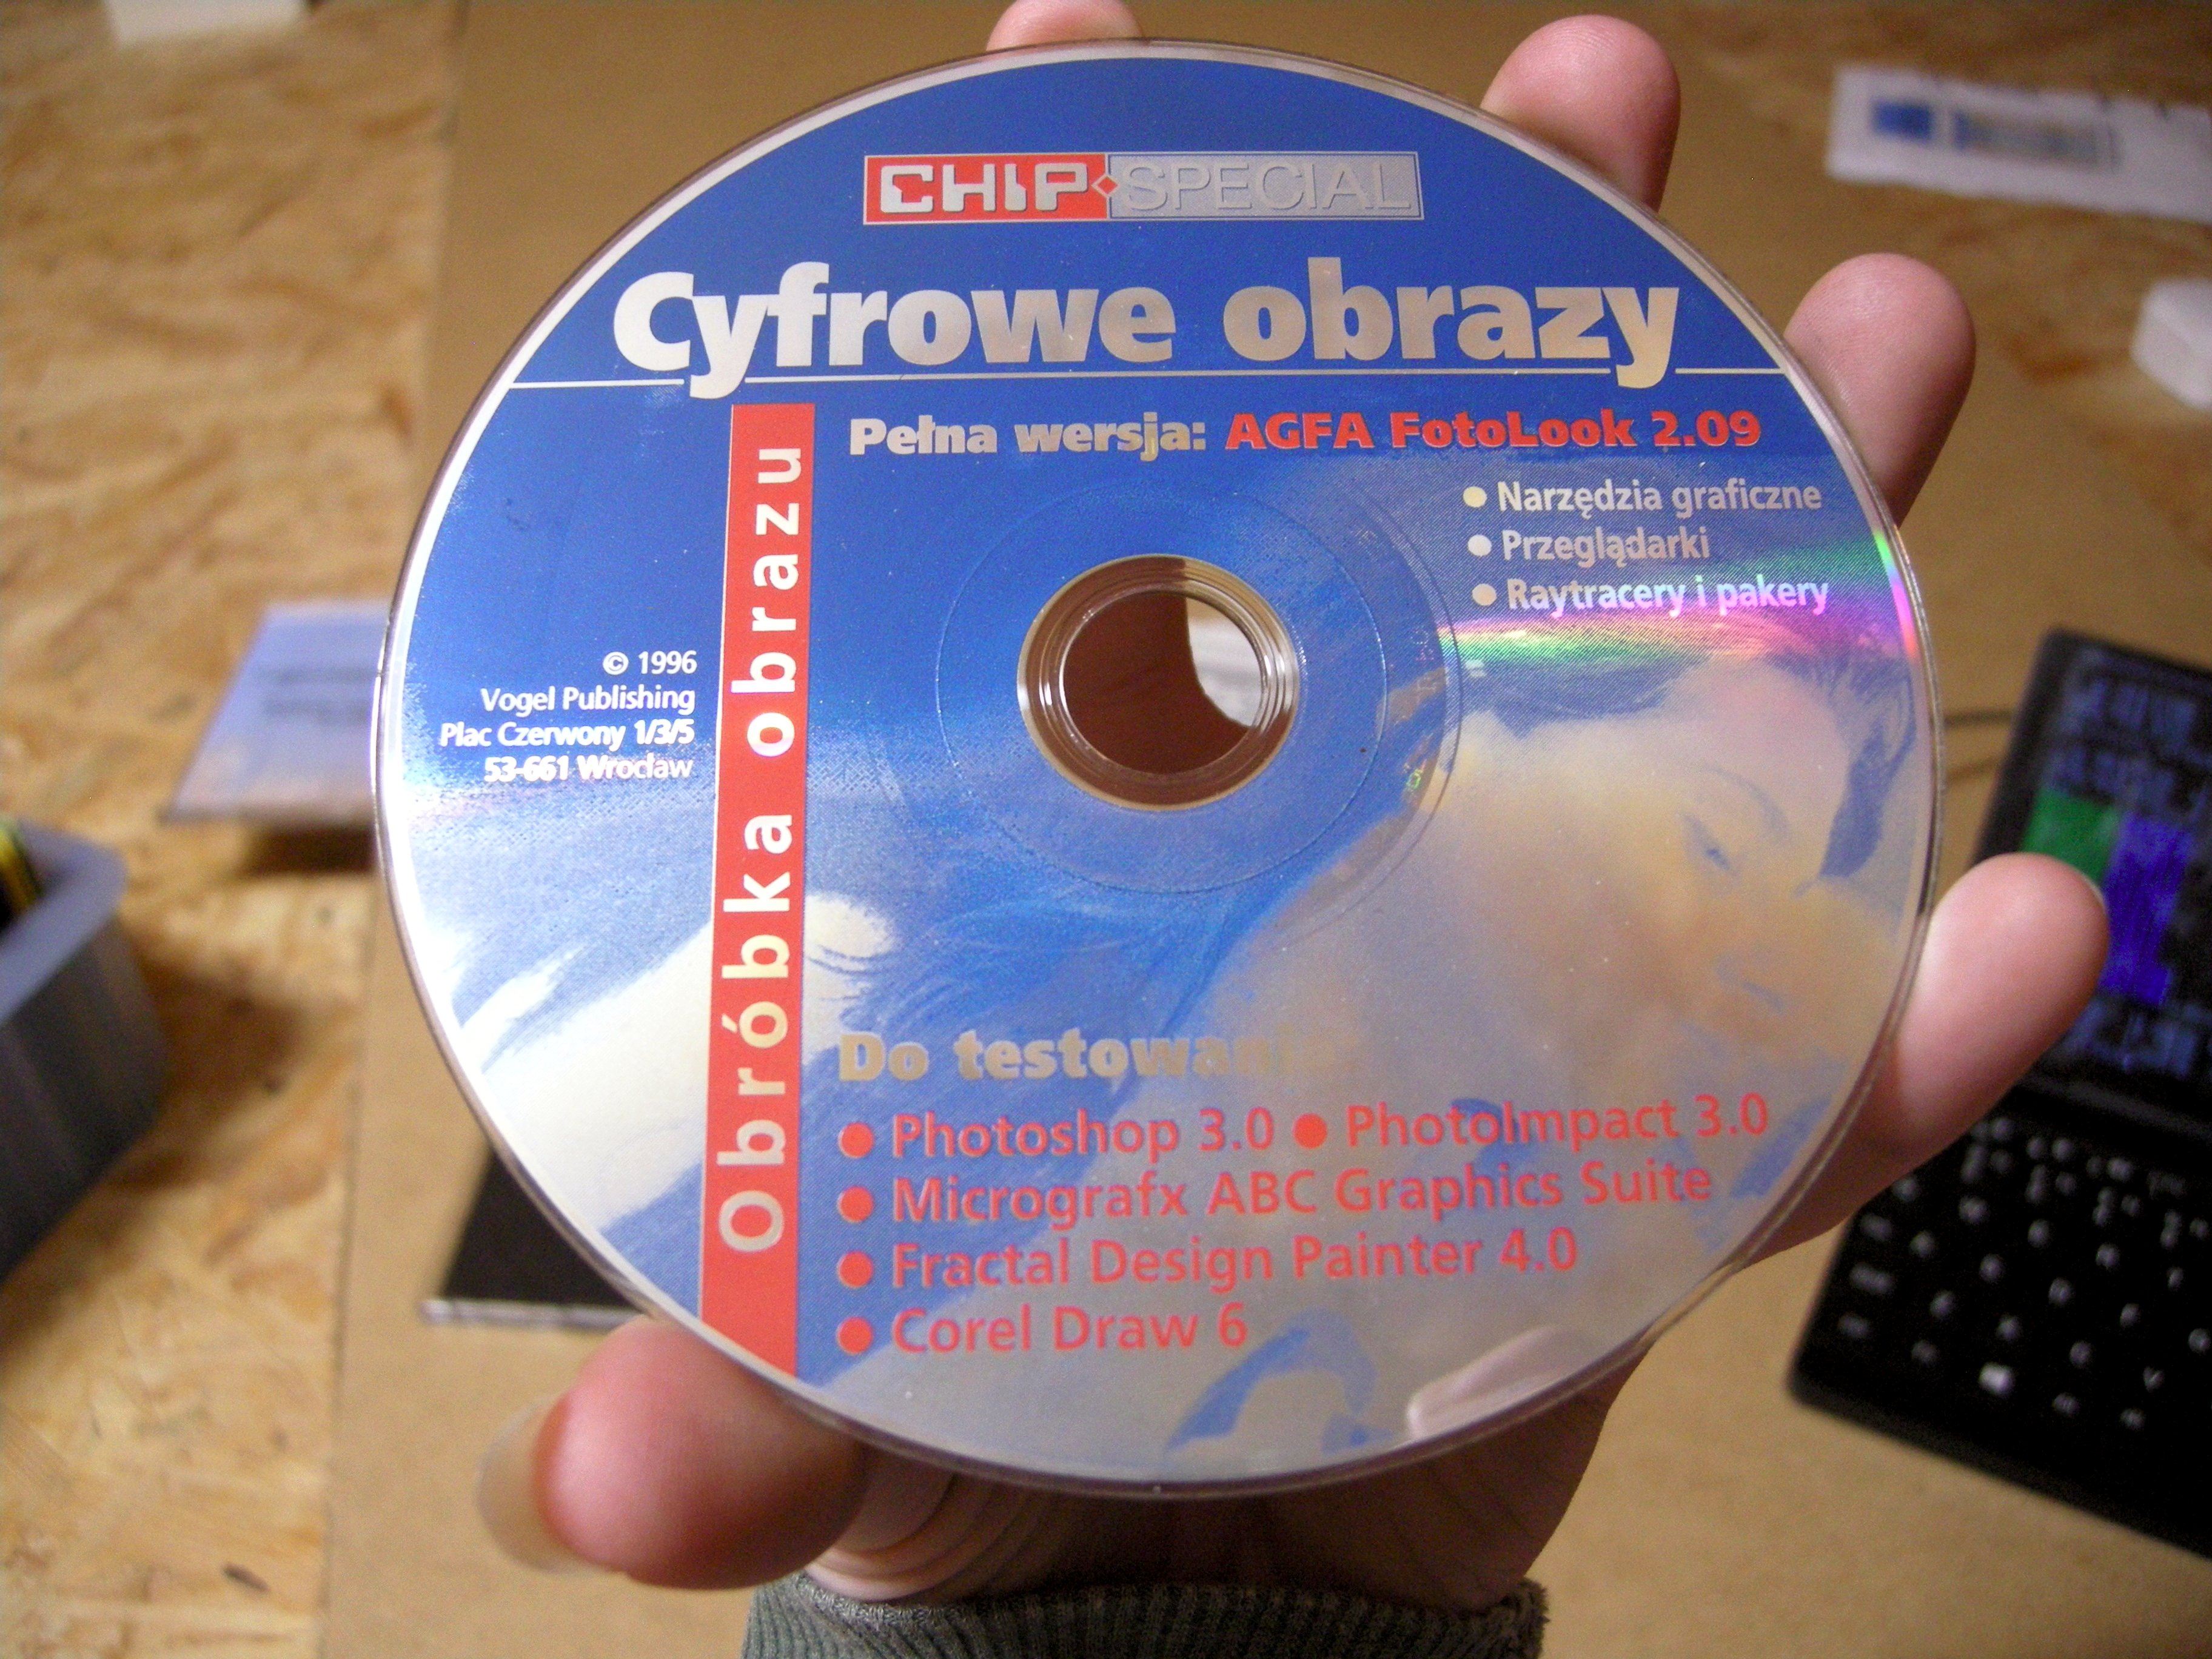 CHIP SPECIAL
Cyfrowe obrazy
Pełna wersja: AGFA FotoLook 2.09
• Narzędzia graficzne
• Przeglądarki
• Raytracery i pakery
© 1996
Vogel Publishing
Plac Czerwony 1/3/5
53-661 Wrocław
Obróbka obrazu
Do testowania:
• Photoshop 3.0 • PhotoImpact 3.0
• Micrografx ABC Graphics Suite
• Fractal Design Painter 4.0
• Corel Draw 6